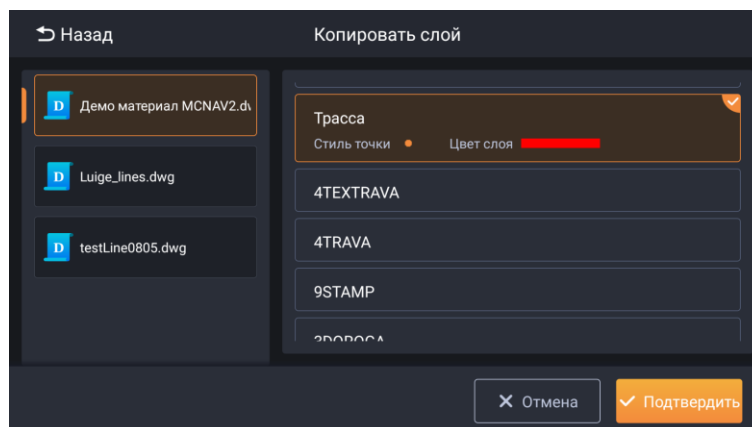 Назад
Копировать слой
D Демо материал MCNAV2.dv
D Luige_lines.dwg
D testLine0805.dwg
Трасса
Стиль точки Цвет слоя
4TEXTRAVA
4TRAVA
9STAMP
Отмена
Подтвердить